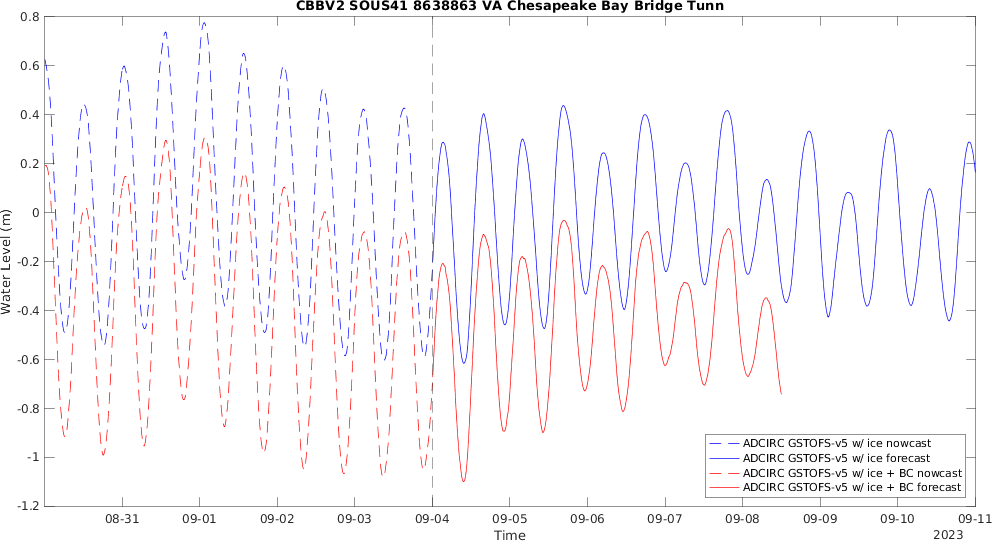 CBBV2 SOUS41 8638863 VA Chesapeake Bay Bridge Tunn
0.8
0.6
0.4
0.2
0
-0.2
-0.4
-0.6
-0.8
-1
-1.2
Water Level (m)
ADCIRC GSTOFS-v5 w/ ice nowcast
ADCIRC GSTOFS-v5 w/ ice forecast
ADCIRC GSTOFS-v5 w/ ice + BC nowcast
ADCIRC GSTOFS-v5 w/ ice + BC forecast
08-31 09-01 09-02 09-03 09-04 09-05 09-06 09-07 09-08 09-09 09-10 09-11
Time
2023